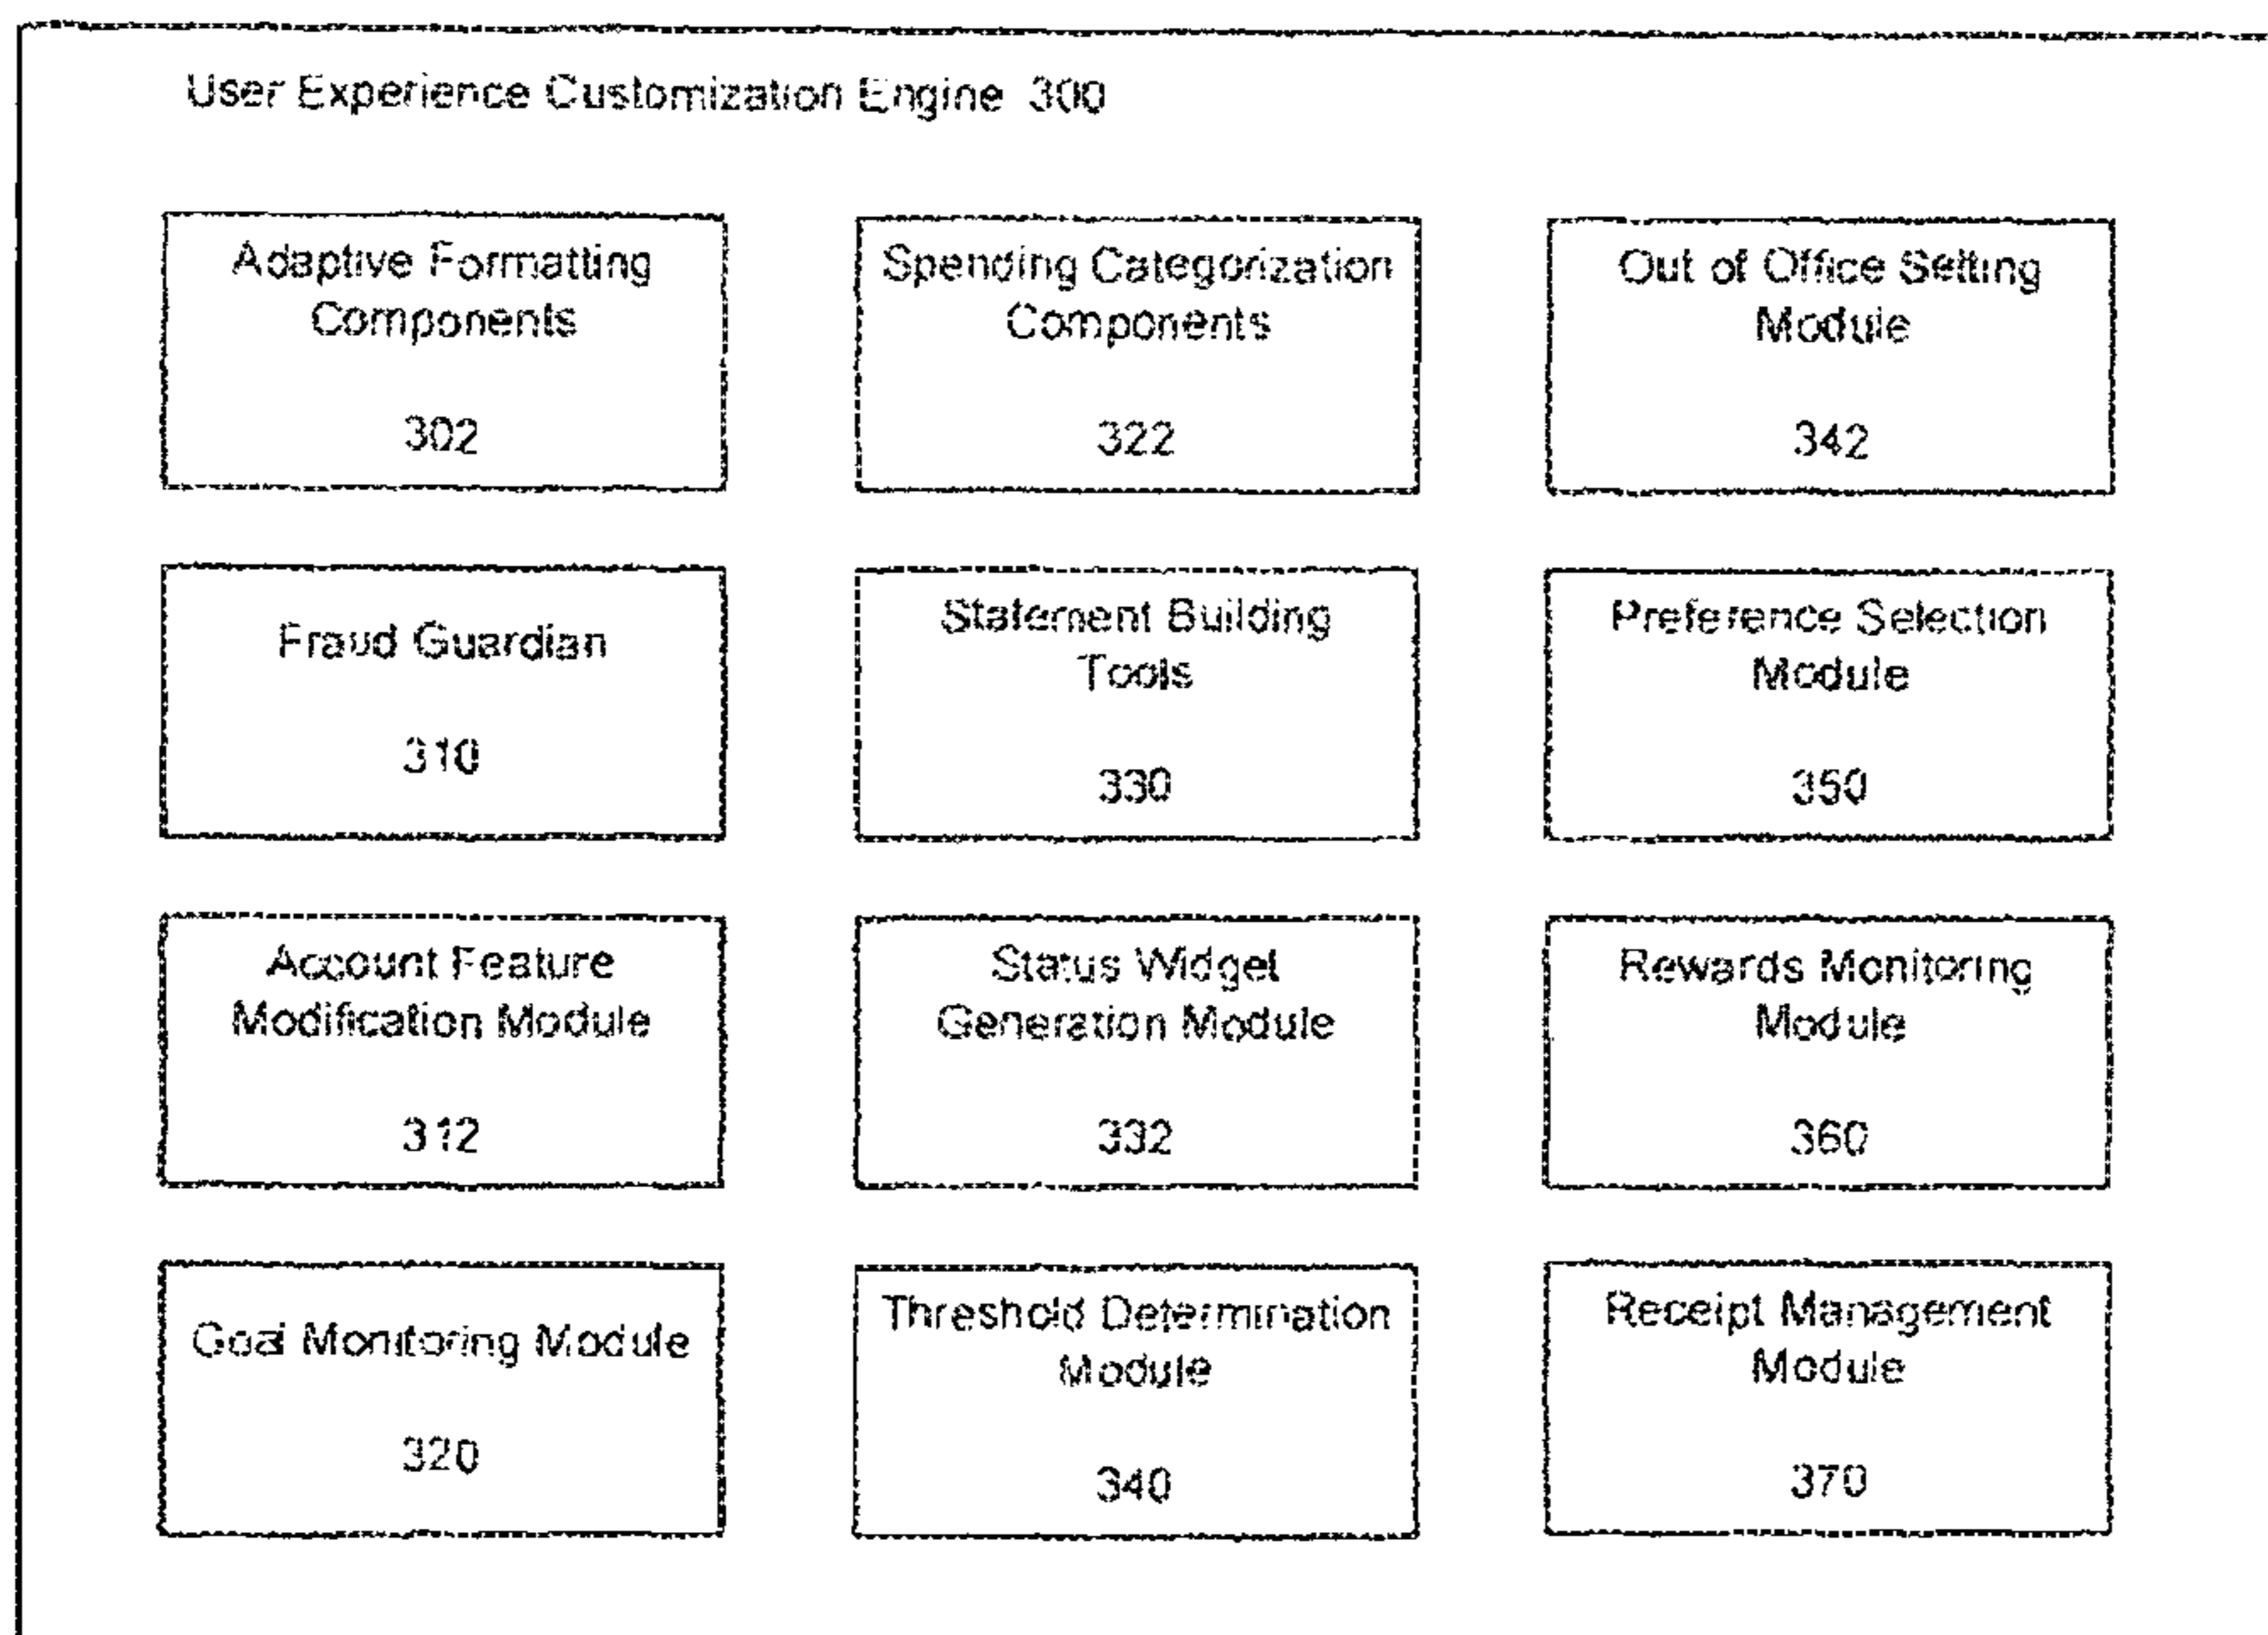 User Experience Customization Engine 300
Adaptive Formatting
Components
302
Spending Categorization
Components
322
Out of Office Setting
Module
342
Fraud Guardian
310
Statement Building
Tools
330
Preference Selection
Module
350
Account Feature
Modification Module
312
Status Widget
Generation Module
332
Rewards Monitoring
Module
360
Goal Monitoring Module
320
Threshold Determination
Module
340
Receipt Management
Module
370